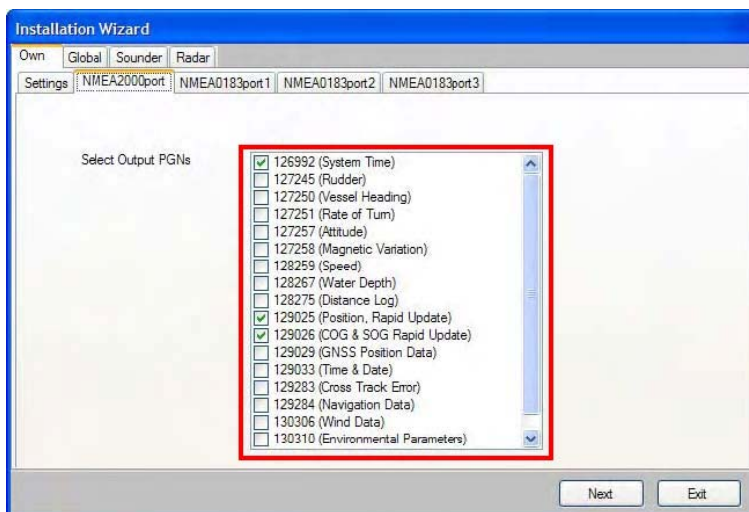 Installation Wizard
Own Global Sounder Radar
Settings NMEA2000port NMEA0183port1 NMEA0183port2 NMEA0183port3
Select Output PGNs
126992 (System Time)
127245 (Rudder)
127250 (Vessel Heading)
127251 (Rate of Turn)
127257 (Attitude)
127258 (Magnetic Variation)
128259 (Speed)
128267 (Water Depth)
128275 (Distance Log)
129025 (Position, Rapid Update)
129026 (COG & SOG Rapid Update)
129029 (GNSS Position Data)
129033 (Time & Date)
129283 (Cross Track Error)
129284 (Navigation Data)
130306 (Wind Data)
130310 (Environmental Parameters)
Next Exit